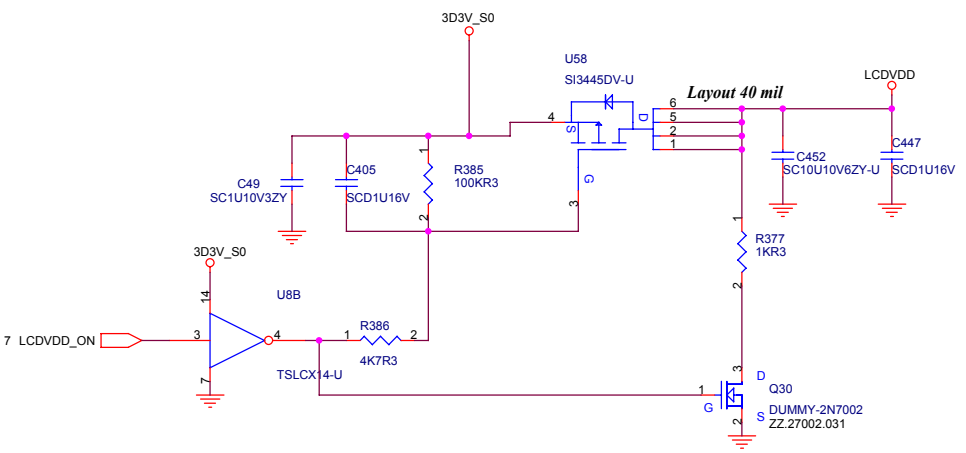 3D3V_S0
U58
SI3445DV-U
Layout 40 mil
LCDVDD
4
S
D
G
3
6
5
2
1
C49
SC1U10V3ZY
C405
SCD1U16V
1
R385
100KR3
2
C452
SC10U10V6ZY-U
C447
SCD1U16V
3D3V_S0
14
U8B
1
R377
1KR3
2
7 LCDVDD_ON
3
4
7
TSLCX14-U
1
R386
2
4K7R3
3
D
1
G
Q30
S
2
DUMMY-2N7002
ZZ.27002.031